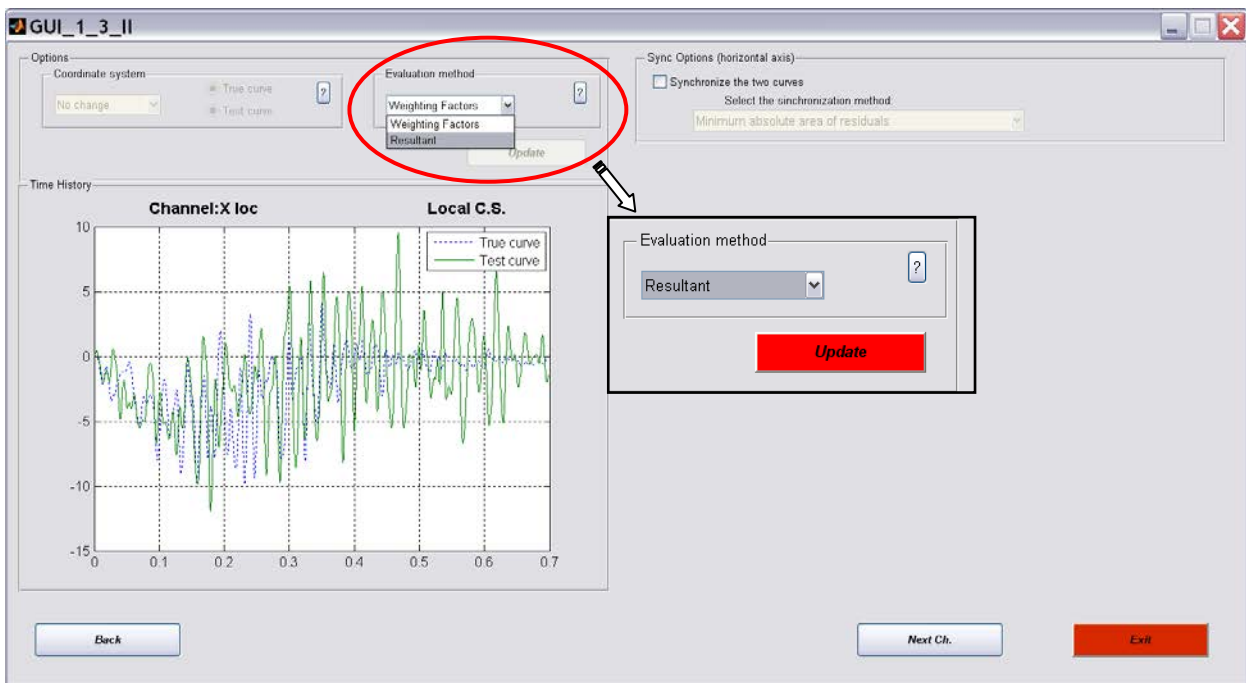 GUI_1_3_II
Options
Coordinate system
No change
True curve
Test curve
?
Evaluation method
Weighting Factors
Weighting Factors
Resultant
?
Update
Sync Options (horizontal axis)
Synchronize the two curves
Select the sinchronization method
Minimum absolute area of residuals
Time History
Channel:X loc
Local C.S.
True curve
Test curve
10
5
0
-5
-10
-15
0 0.1 0.2 0.3 0.4 0.5 0.6 0.7
Evaluation method
Resultant
?
Update
Back
Next Ch.
Exit